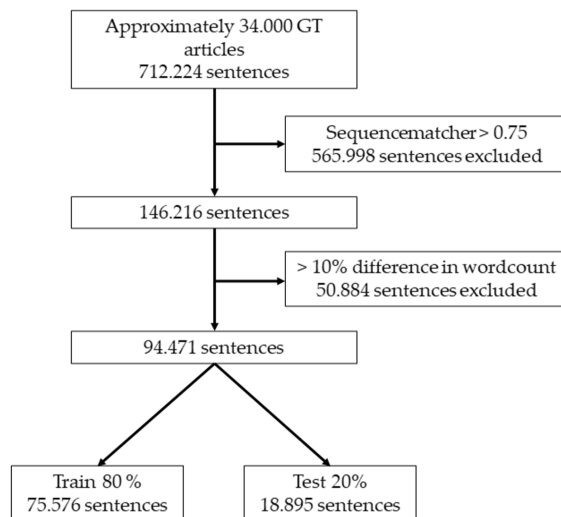 Approximately 34.000 GT
articles
712.224 sentences
Sequencematcher > 0.75
565.998 sentences excluded
146.216 sentences
> 10% difference in wordcount
50.884 sentences excluded
94.471 sentences
Train 80 %
75.576 sentences
Test 20%
18.895 sentences